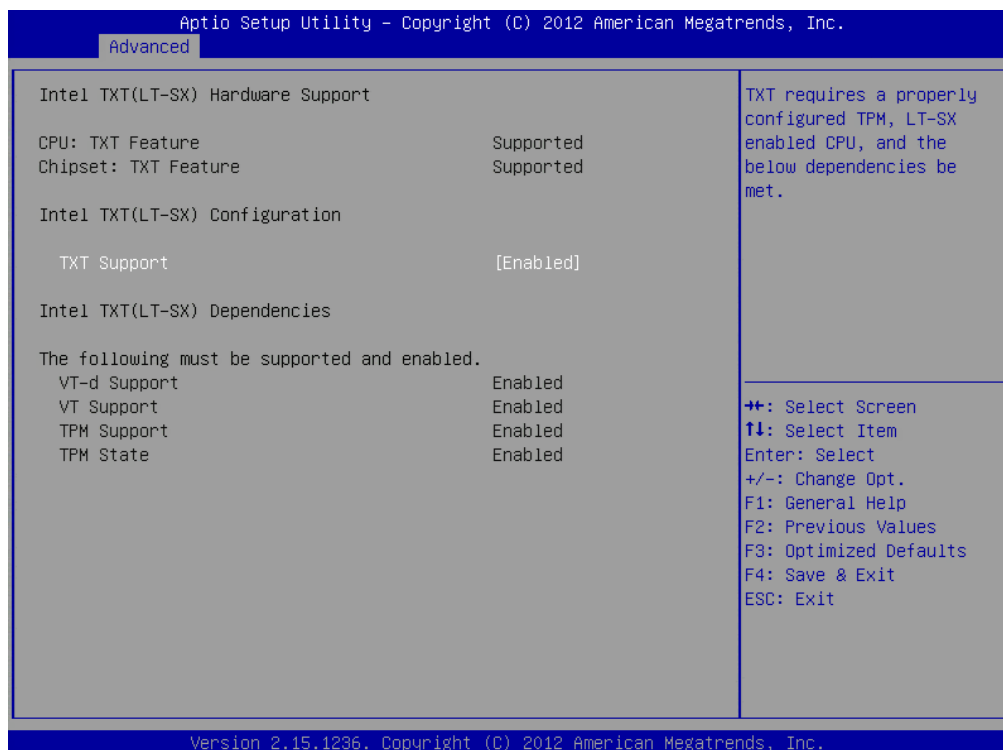 Aptio Setup Utility – Copyright (C) 2012 American Megatrends, Inc.
Advanced
Intel TXT(LT-SX) Hardware Support
CPU: TXT Feature Supported
Chipset: TXT Feature Supported
Intel TXT(LT-SX) Configuration
TXT Support [Enabled]
Intel TXT(LT-SX) Dependencies
The following must be supported and enabled.
VT-d Support Enabled
VT Support Enabled
TPM Support Enabled
TPM State Enabled
TXT requires a properly
configured TPM, LT-SX
enabled CPU, and the
below dependencies be
met.
→←: Select Screen
↑↓: Select Item
Enter: Select
+/-: Change Opt.
F1: General Help
F2: Previous Values
F3: Optimized Defaults
F4: Save & Exit
ESC: Exit
Version 2.15.1236. Copyright (C) 2012 American Megatrends, Inc.